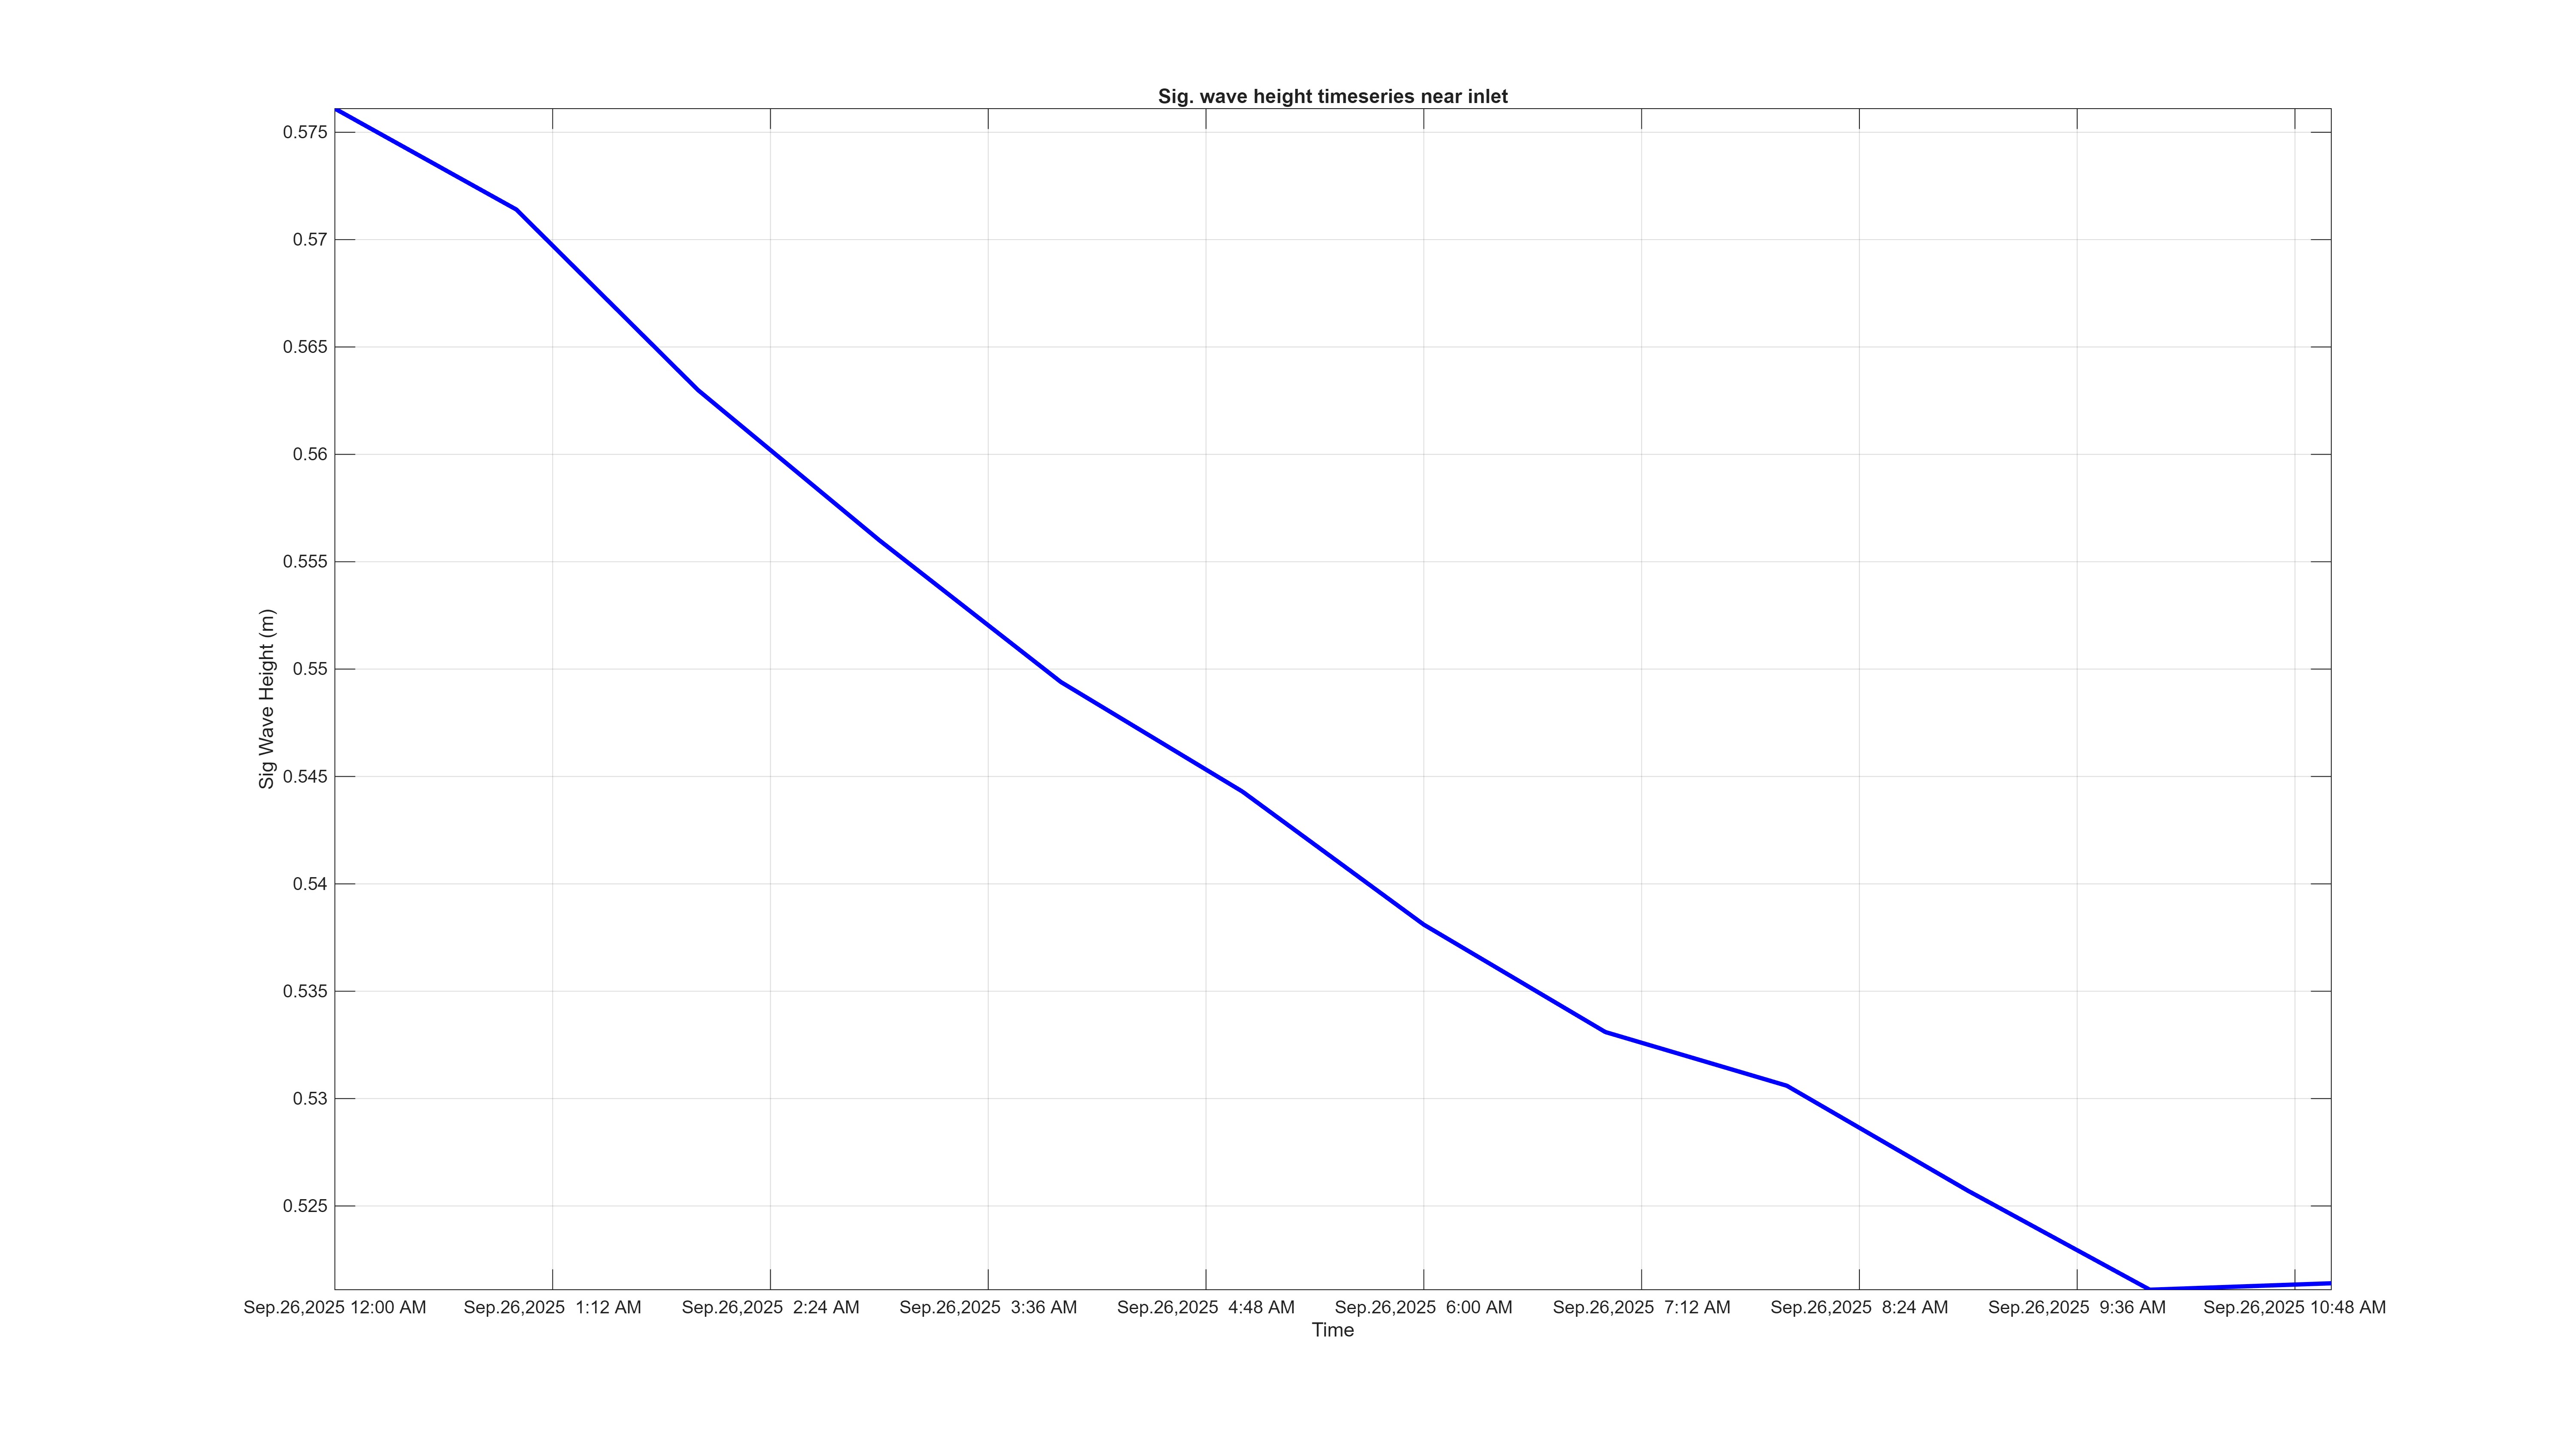 Sig. wave height timeseries near inlet
0.575
0.57
0.565
0.56
0.555
0.55
0.545
0.54
0.535
0.53
0.525
Sig Wave Height (m)
Sep.26,2025 12:00 AM
Sep.26,2025  1:12 AM
Sep.26,2025  2:24 AM
Sep.26,2025  3:36 AM
Sep.26,2025  4:48 AM
Sep.26,2025  6:00 AM
Sep.26,2025  7:12 AM
Sep.26,2025  8:24 AM
Sep.26,2025  9:36 AM
Sep.26,2025 10:48 AM
Time